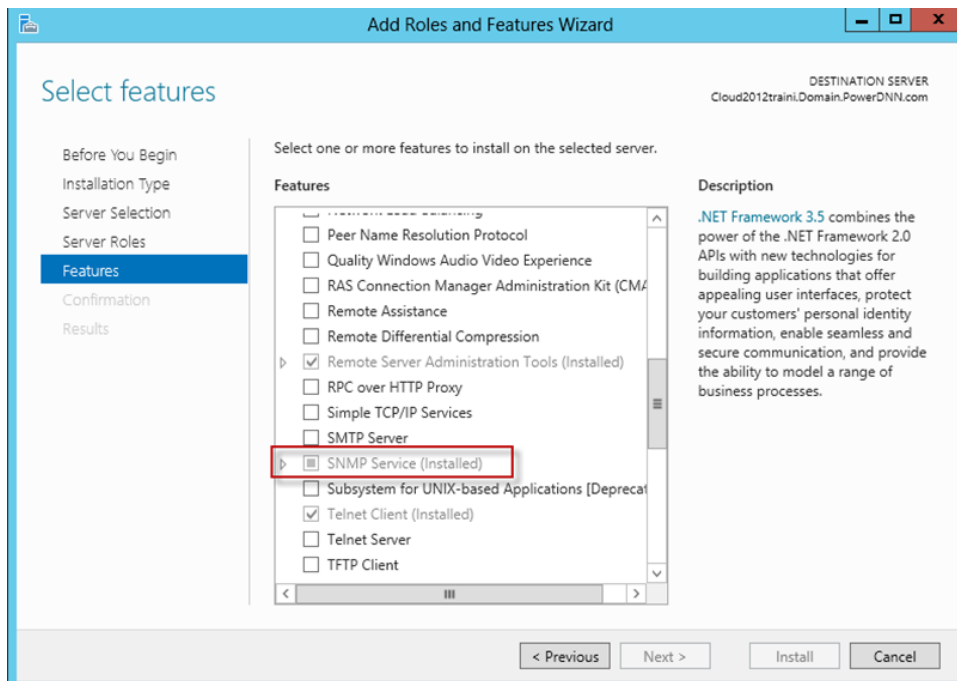 Add Roles and Features Wizard
Select features
DESTINATION SERVER
Cloud2012traini.Domain.PowerDNN.com
Before You Begin
Installation Type
Server Selection
Server Roles
Features
Confirmation
Results
Select one or more features to install on the selected server.
Features
Network Load Balancing
Peer Name Resolution Protocol
Quality Windows Audio Video Experience
RAS Connection Manager Administration Kit (CMA
Remote Assistance
Remote Differential Compression
Remote Server Administration Tools (Installed)
RPC over HTTP Proxy
Simple TCP/IP Services
SMTP Server
SNMP Service (Installed)
Subsystem for UNIX-based Applications [Deprecat
Telnet Client (Installed)
Telnet Server
TFTP Client
Description
.NET Framework 3.5 combines the
power of the .NET Framework 2.0
APIs with new technologies for
building applications that offer
appealing user interfaces, protect
your customers' personal identity
information, enable seamless and
secure communication, and provide
the ability to model a range of
business processes.
< Previous
Next >
Install
Cancel